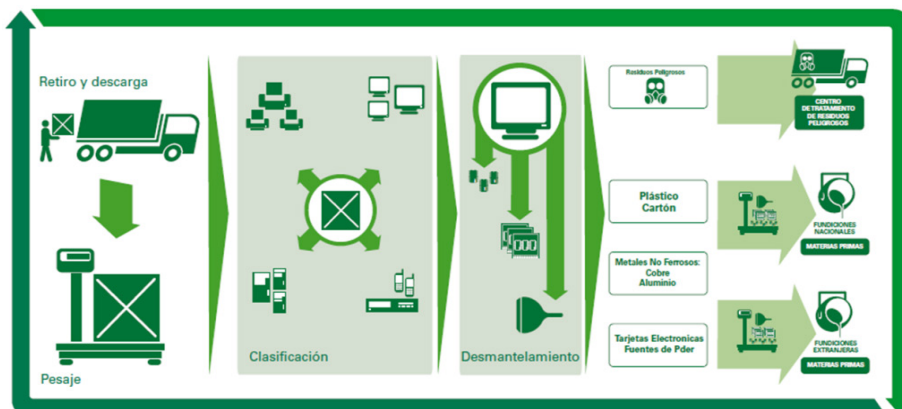 Retiro y descarga
Pesaje
Clasificación
Desmantelamiento
Residuos Peligrosos
CENTRO
DE TRATAMIENTO
DE RESIDUOS
PELIGROSOS
Plástico
Cartón
FUNDICIONES
NACIONALES
MATERIAS PRIMAS
Metales No Ferrosos:
Cobre
Aluminio
Tarjetas Electronicas
Fuentes de Pder
FUNDICIONES
EXTRANJERAS
MATERIAS PRIMAS